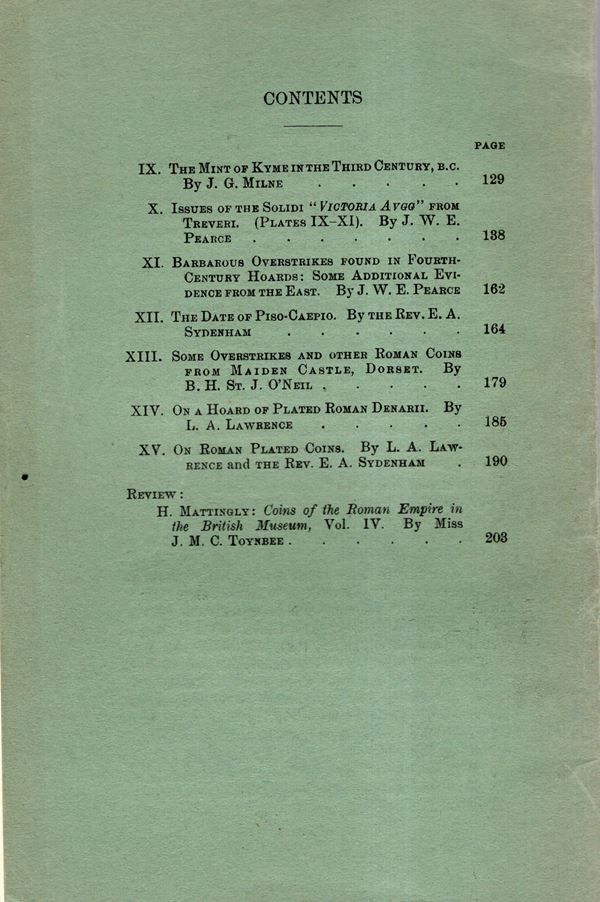 CONTENTS
PAGE
IX. THE MINT OF KYME IN THE THIRD CENTURY, B.C.
By J. G. MILNE . . . . . 129
X. ISSUES OF THE SOLIDI "VICTORIA AVGG" FROM
TREVERI. (PLATES IX–XI). By J. W. E.
PEARCE . . . . . . . 138
XI. BARBAROUS OVERSTRIKES FOUND IN FOURTH-
CENTURY HOARDS: SOME ADDITIONAL EVI-
DENCE FROM THE EAST. By J. W. E. PEARCE 162
XII. THE DATE OF PISO-CAEPIO. By THE REV. E. A.
SYDENHAM . . . . . . 164
XIII. SOME OVERSTRIKES AND OTHER ROMAN COINS
FROM MAIDEN CASTLE, DORSET. By
B. H. ST. J. O'NEIL . . . . . 179
XIV. ON A HOARD OF PLATED ROMAN DENARII. By
L. A. LAWRENCE . . . . . 185
XV. ON ROMAN PLATED COINS. By L. A. LAW-
RENCE and THE REV. E. A. SYDENHAM . 190
REVIEW:
H. MATTINGLY: Coins of the Roman Empire in
the British Museum, Vol. IV. By Miss
J. M. C. TOYNBEE . . . . . . 203